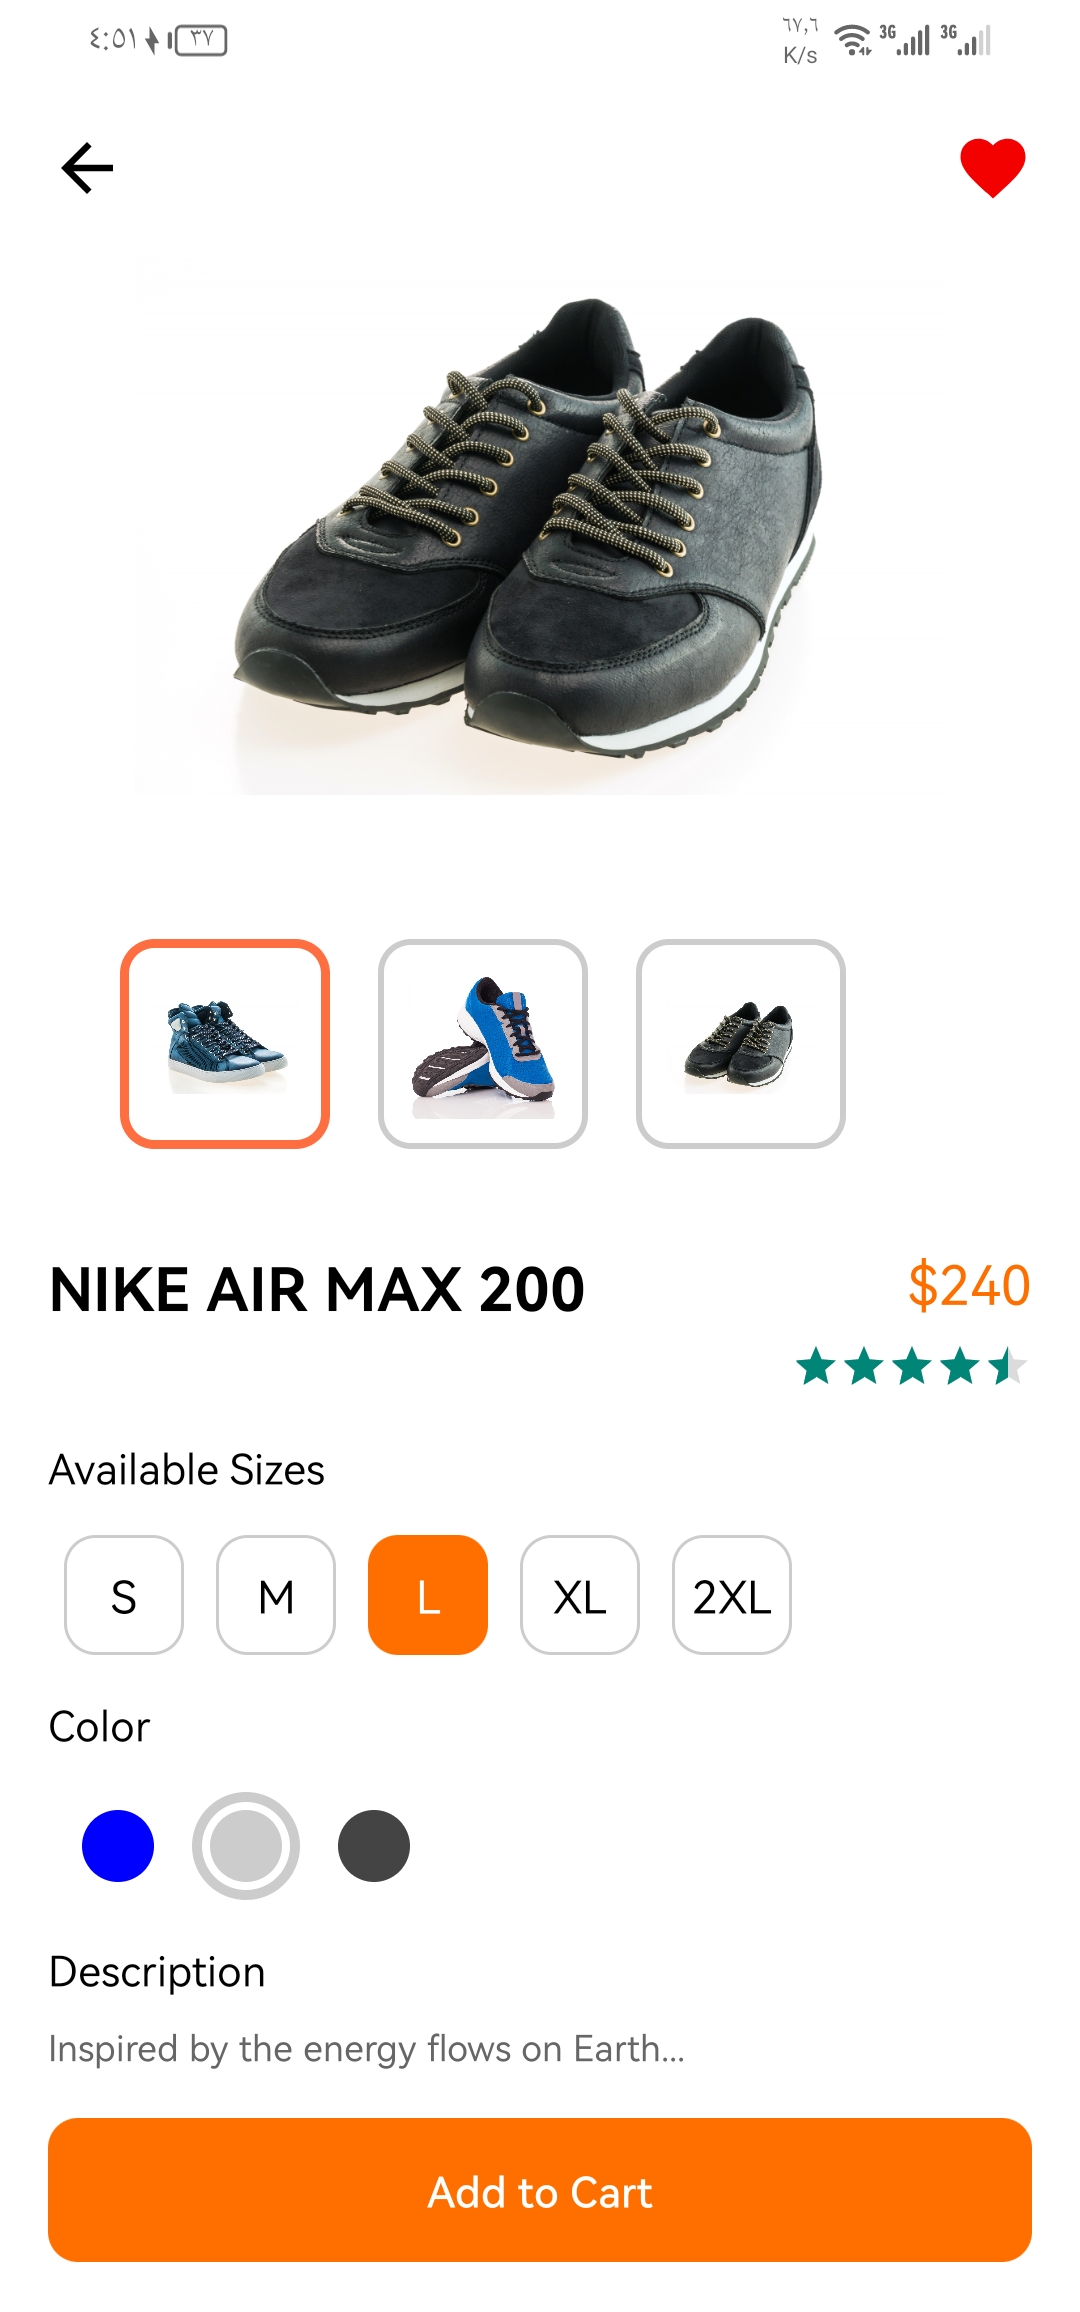 ٤:٥١
٣٧
٦٧,٦
K/s
3G
3G
NIKE AIR MAX 200
$240
Available Sizes
S M L XL 2XL
Color
Description
Inspired by the energy flows on Earth...
Add to Cart